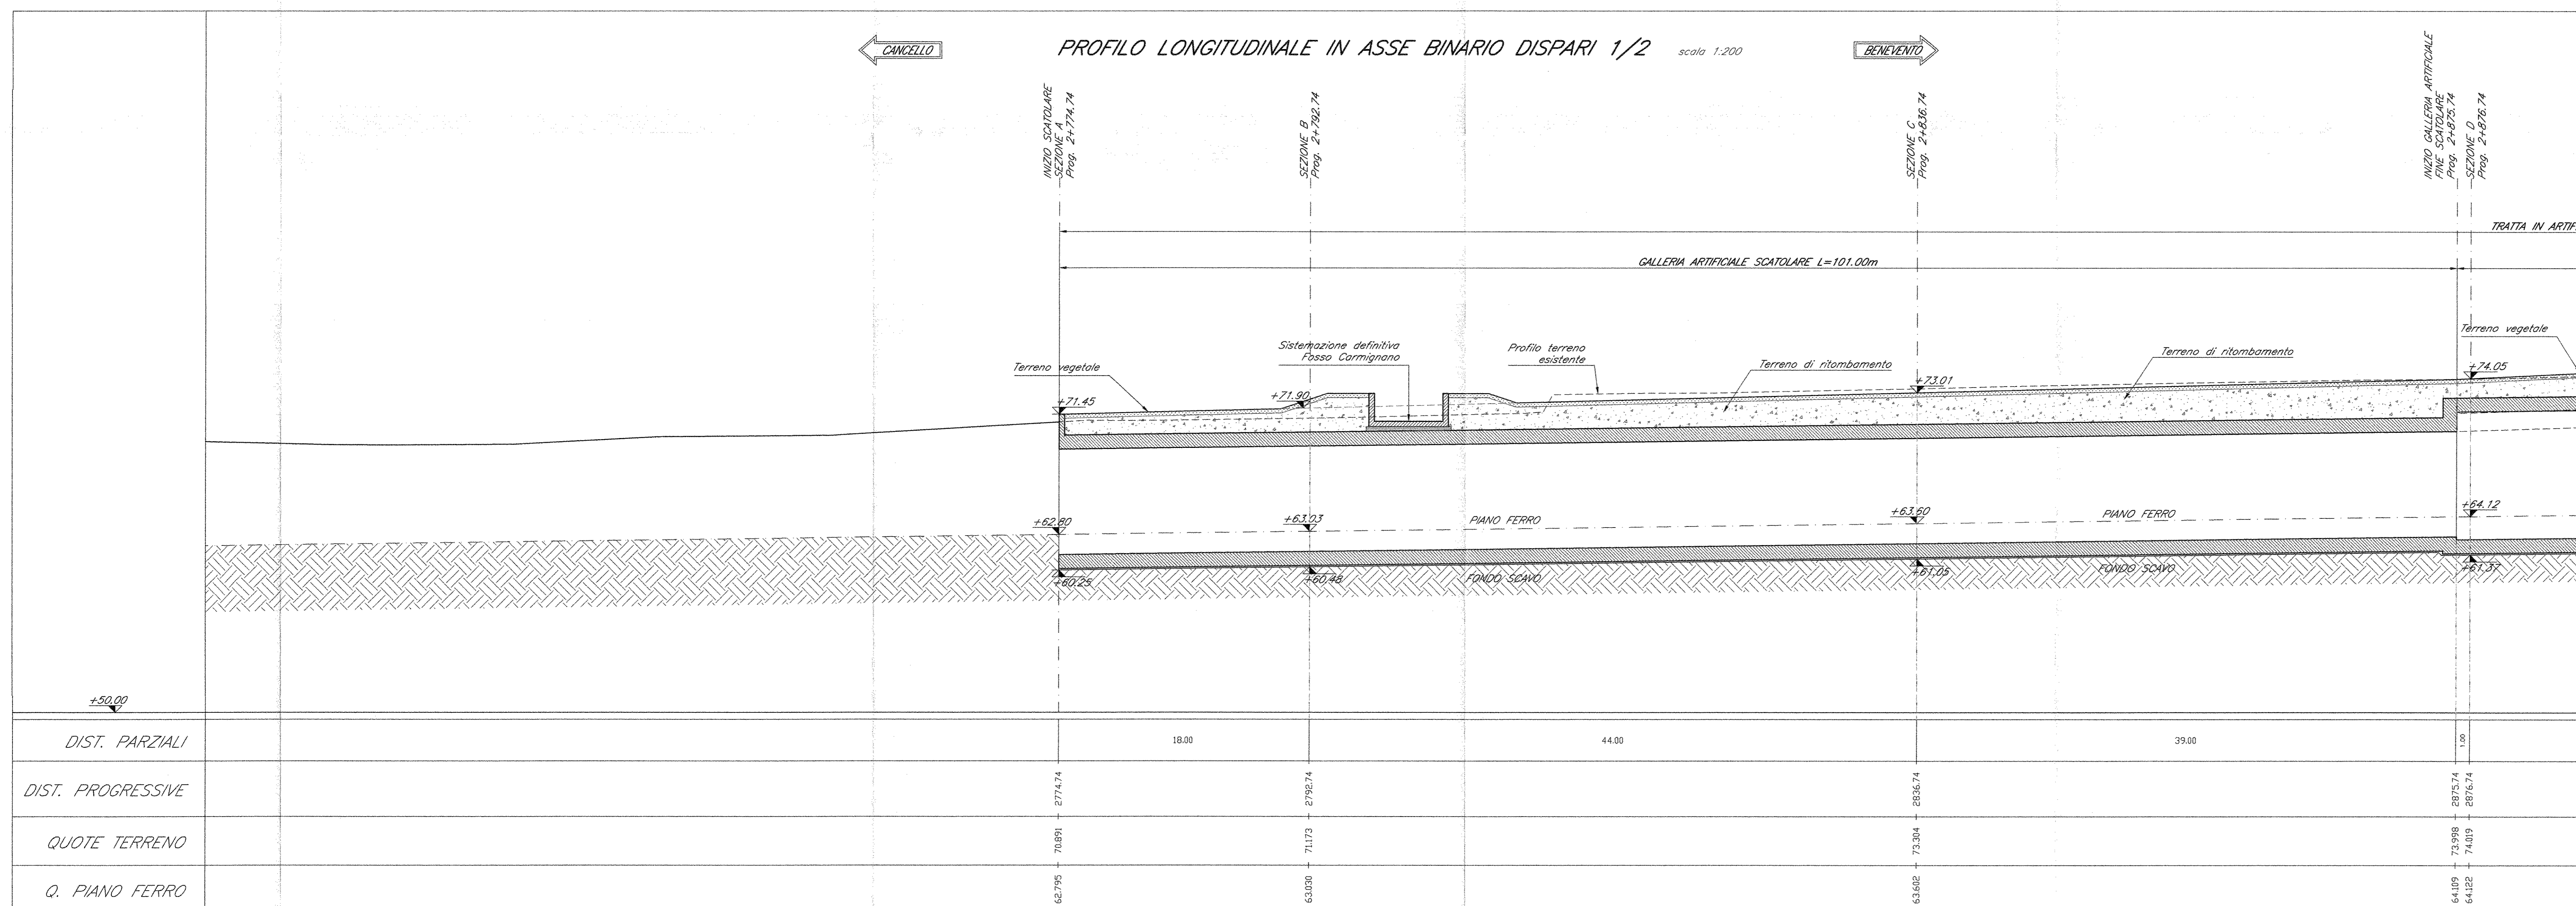 CANCELLO
PROFILO LONGITUDINALE IN ASSE BINARIO DISPARI 1/2 scala 1:200
BENEVENTO
INIZIO SCATOLARE
SEZIONE A
Prog. 2+774.74
SEZIONE B
Prog. 2+792.74
SEZIONE C
Prog. 2+836.74
INIZIO GALLERIA ARTIFICIALE
FINE SCATOLARE
Prog. 2+875.74
SEZIONE D
Prog. 2+876.74
TRATTA IN ARTIF
GALLERIA ARTIFICIALE SCATOLARE L=101.00m
Terreno vegetale
Sistemazione definitiva
Fosso Carmignano
Profilo terreno
esistente
Terreno di ritombamento
Terreno di ritombamento
Terreno vegetale
+71.45
+71.90
+73.01
+74.05
+62.80
+63.03
PIANO FERRO
+63.60
PIANO FERRO
+64.12
+60.25
+60.48
FONDO SCAVO
+61.05
FONDO SCAVO
+61.37
+50.00
DIST. PARZIALI
18.00
44.00
39.00
1.00
DIST. PROGRESSIVE
2774.74
2792.74
2836.74
2875.74
2876.74
QUOTE TERRENO
70.891
71.173
73.304
73.998
74.019
Q. PIANO FERRO
62.795
63.030
63.602
64.109
64.122